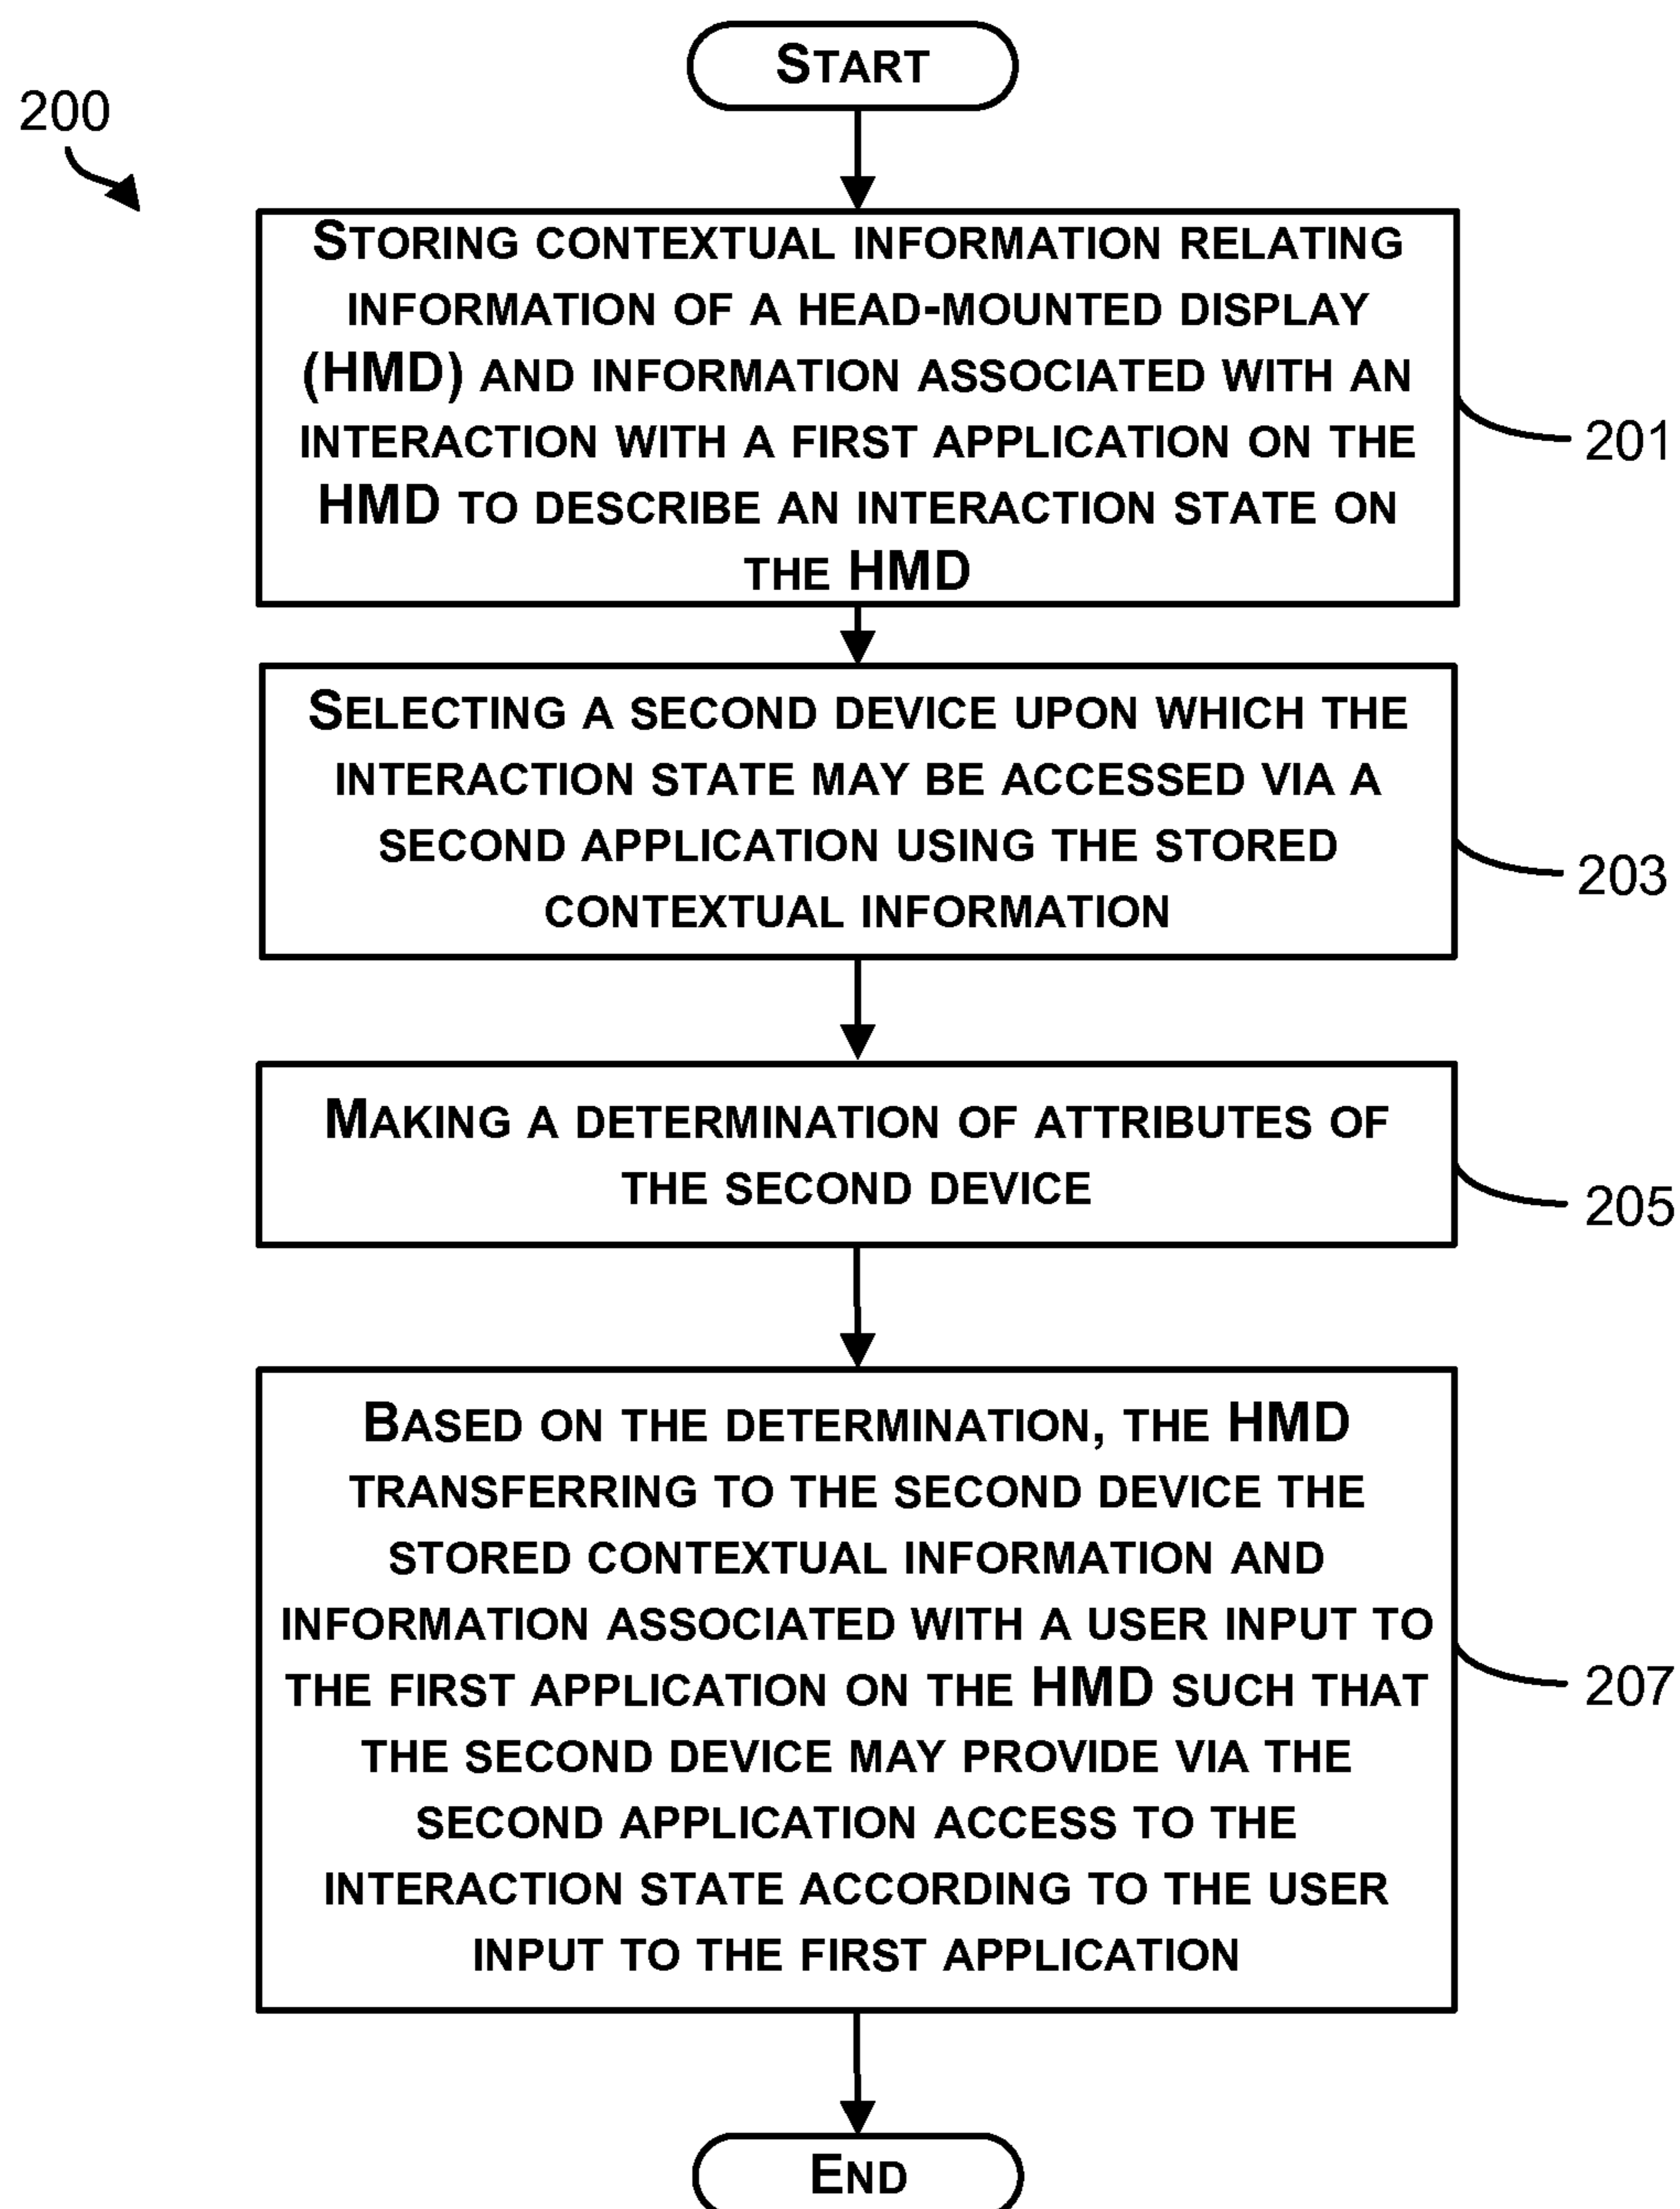 START
200
STORING CONTEXTUAL INFORMATION RELATING
INFORMATION OF A HEAD-MOUNTED DISPLAY
(HMD) AND INFORMATION ASSOCIATED WITH AN
INTERACTION WITH A FIRST APPLICATION ON THE
HMD TO DESCRIBE AN INTERACTION STATE ON
THE HMD
201
SELECTING A SECOND DEVICE UPON WHICH THE
INTERACTION STATE MAY BE ACCESSED VIA A
SECOND APPLICATION USING THE STORED
CONTEXTUAL INFORMATION
203
MAKING A DETERMINATION OF ATTRIBUTES OF
THE SECOND DEVICE
205
BASED ON THE DETERMINATION, THE HMD
TRANSFERRING TO THE SECOND DEVICE THE
STORED CONTEXTUAL INFORMATION AND
INFORMATION ASSOCIATED WITH A USER INPUT TO
THE FIRST APPLICATION ON THE HMD SUCH THAT
THE SECOND DEVICE MAY PROVIDE VIA THE
SECOND APPLICATION ACCESS TO THE
INTERACTION STATE ACCORDING TO THE USER
INPUT TO THE FIRST APPLICATION
207
END